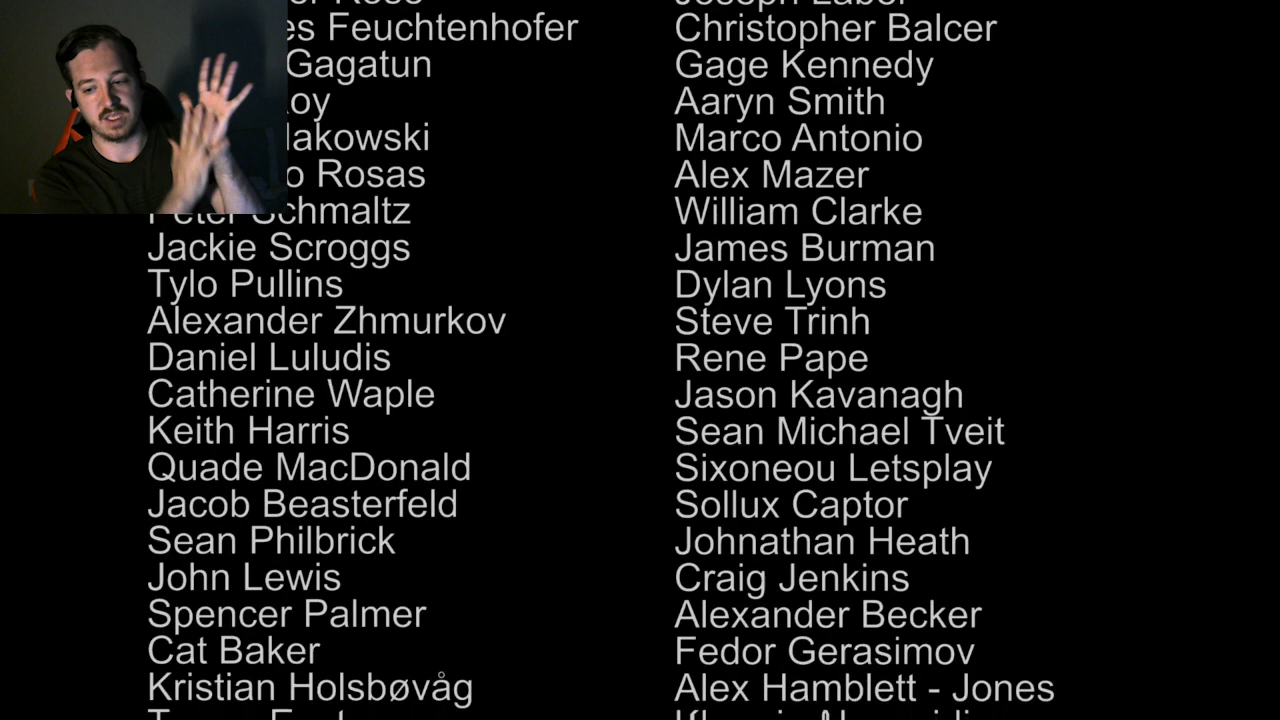 Feuchtenhofer
Gagatun
Rosas
Schmaltz
Jackie Scroggs
Tylo Pullins
Alexander Zhmurkov
Daniel Luludis
Catherine Waple
Keith Harris
Quade MacDonald
Jacob Beasterfeld
Sean Philbrick
John Lewis
Spencer Palmer
Cat Baker
Kristian Holsbøvåg
Christopher Balcer
Gage Kennedy
Aaryn Smith
Marco Antonio
Alex Mazer
William Clarke
James Burman
Dylan Lyons
Steve Trinh
Rene Pape
Jason Kavanagh
Sean Michael Tveit
Sixoneou Letsplay
Sollux Captor
Johnathan Heath
Craig Jenkins
Alexander Becker
Fedor Gerasimov
Alex Hamblett - Jones